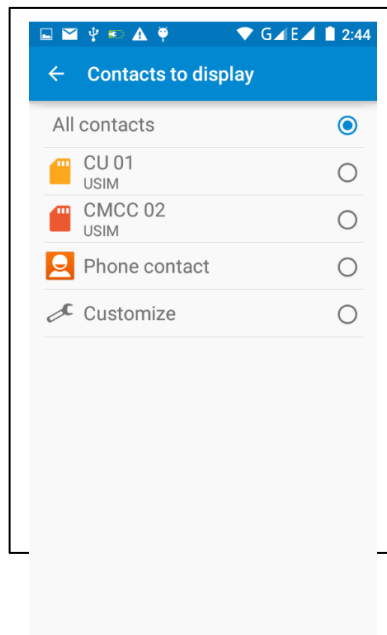 G E 2:44
Contacts to display
All contacts
CU 01
USIM
CMCC 02
USIM
Phone contact
Customize